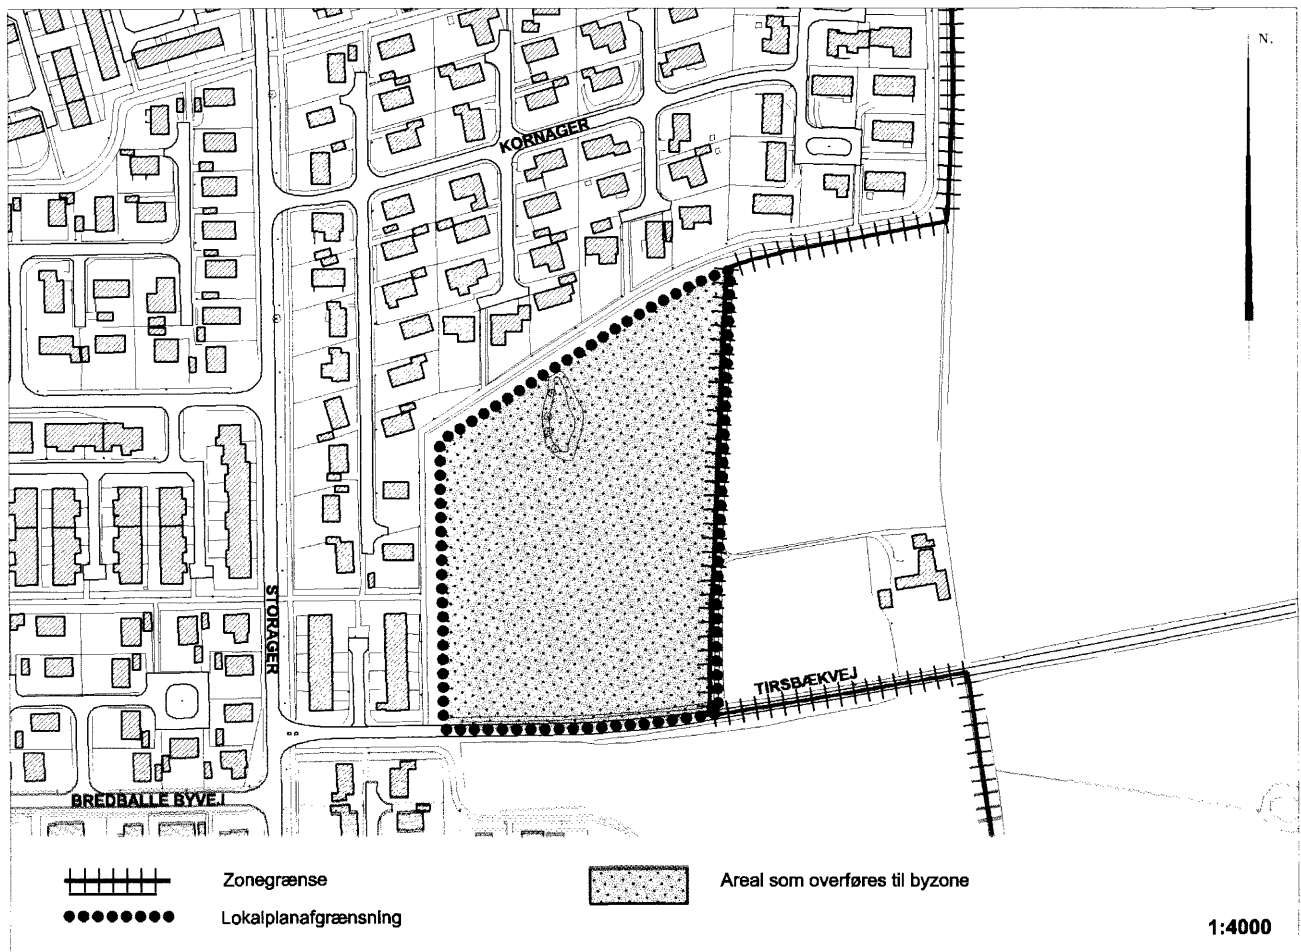 N.
KORNAGER
STORAGER
TIRSBÆKVEJ
BREDBALLE BYVEJ
Zonegrænse
Areal som overføres til byzone
Lokalplanafgrænsning
1:4000